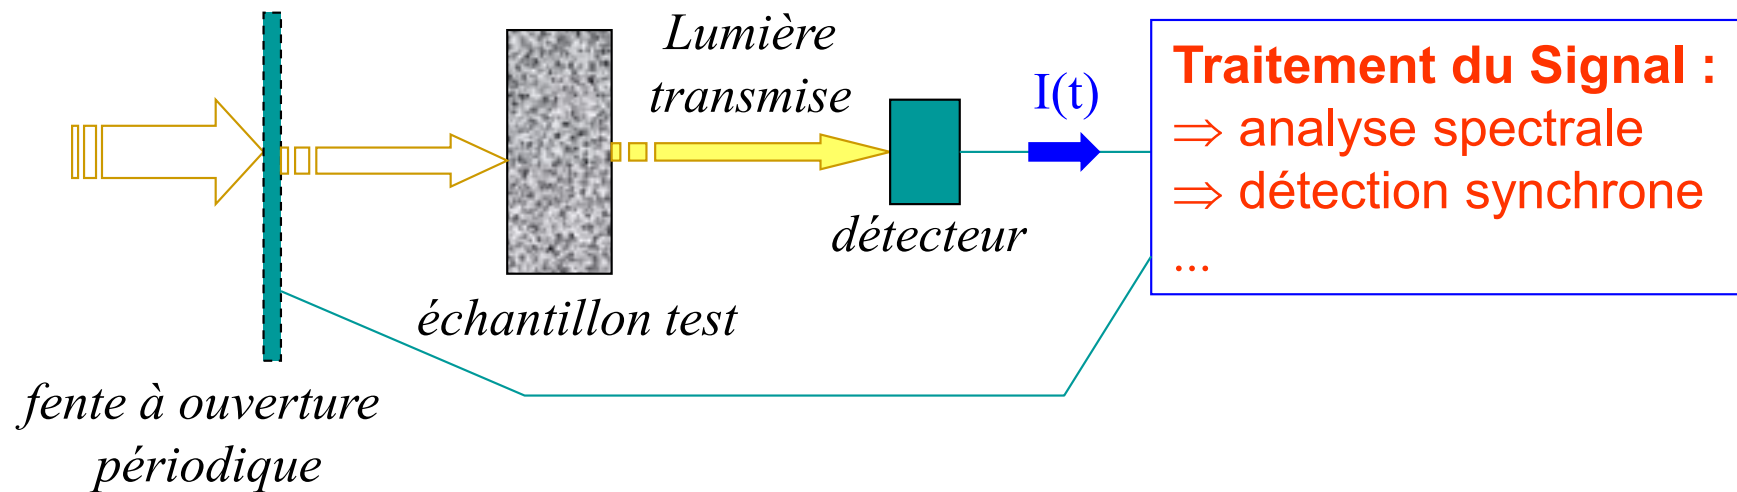 Lumière
transmise
I(t)
Traitement du Signal :
⇒ analyse spectrale
⇒ détection synchrone
...
détecteur
échantillon test
fente à ouverture
périodique